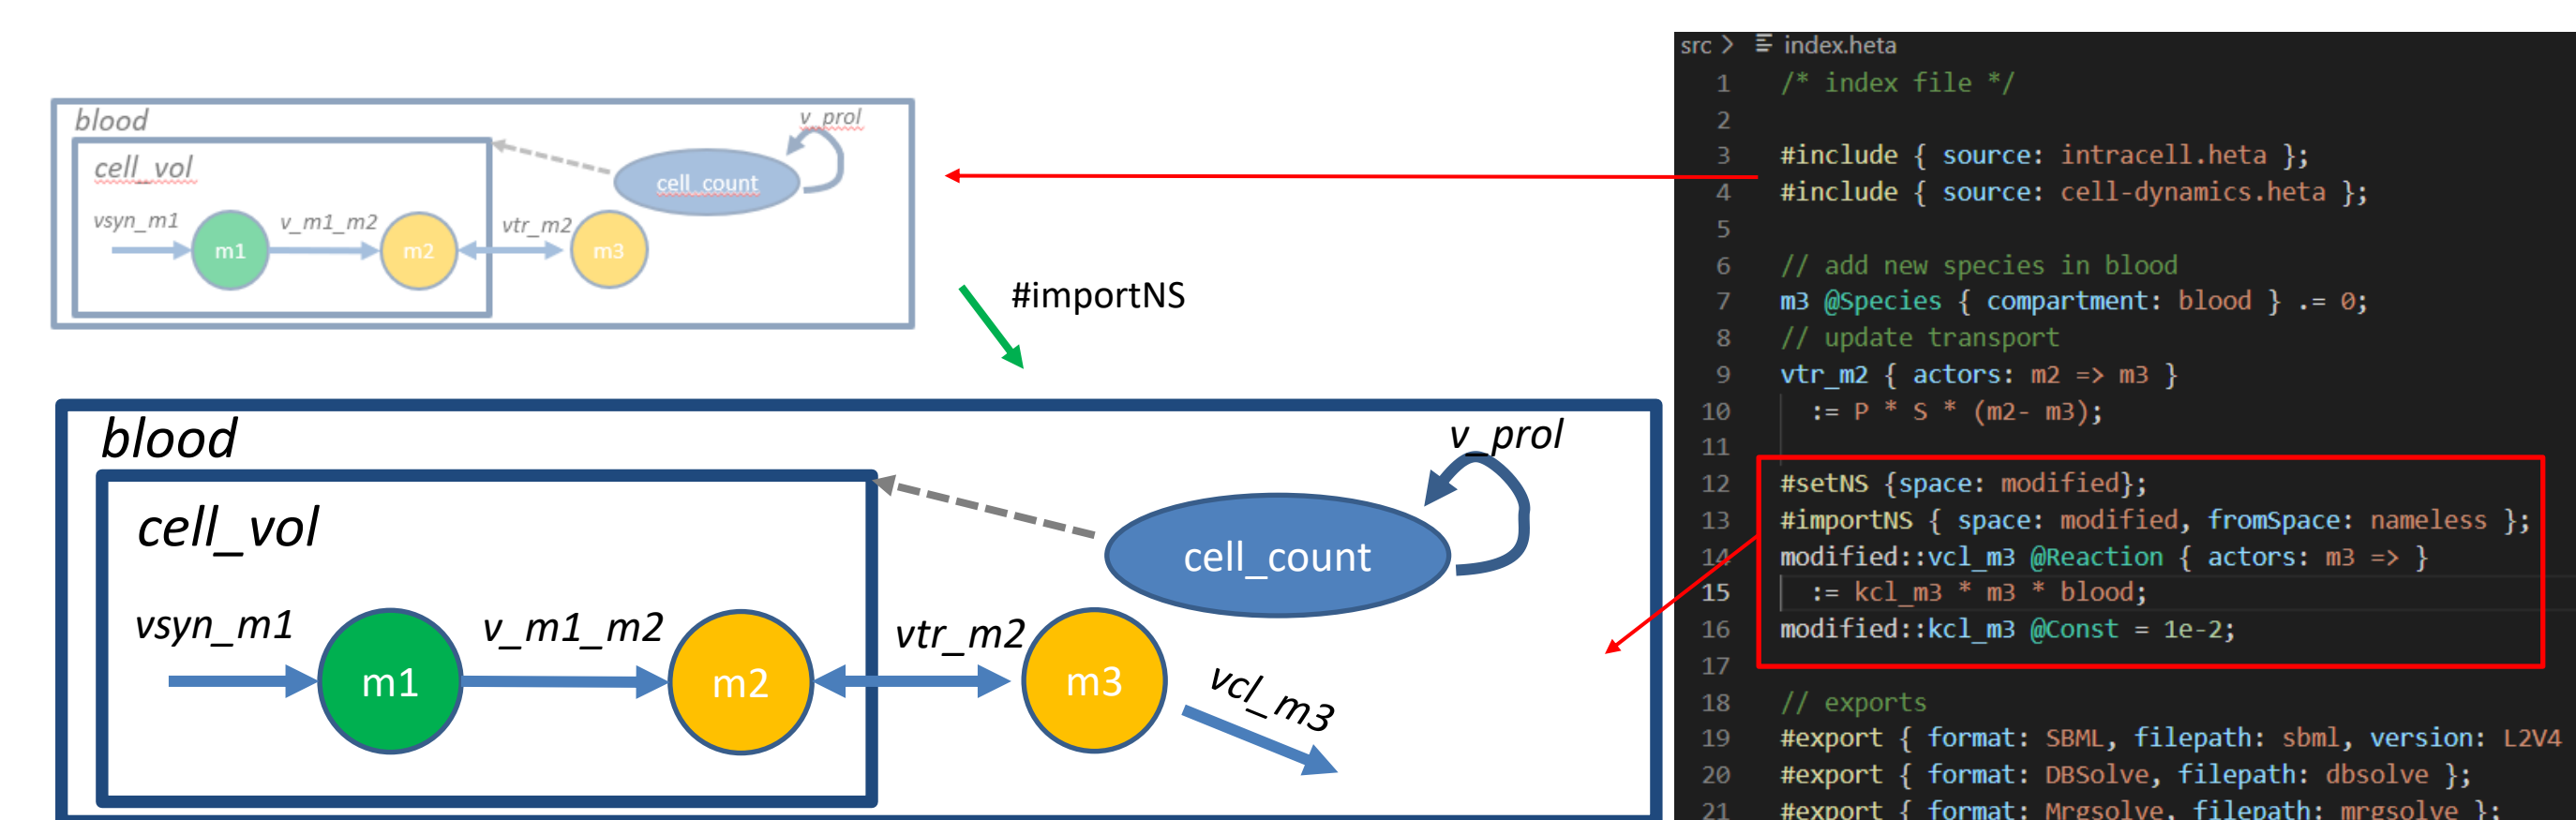 blood
v_prol
cell_vol
cell_count
vsyn_m1
v_m1_m2
vtr_m2
m1
m2
m3
#importNS
blood
v_prol
cell_vol
cell_count
vsyn_m1
v_m1_m2
vtr_m2
m1
m2
m3
vcl_m3
src > index.heta
1 /* index file */
2
3 #include { source: intracell.heta };
4 #include { source: cell-dynamics.heta };
5
6 // add new species in blood
7 m3 @Species { compartment: blood } .= 0;
8 // update transport
9 vtr_m2 { actors: m2 => m3 }
10 := P * S * (m2- m3);
11
12 #setNS {space: modified};
13 #importNS { space: modified, fromSpace: nameless };
14 modified::vcl_m3 @Reaction { actors: m3 => }
15 := kcl_m3 * m3 * blood;
16 modified::kcl_m3 @Const = 1e-2;
17
18 // exports
19 #export { format: SBML, filepath: sbml, version: L2V4
20 #export { format: DBSolve, filepath: dbsolve };
21 #export { format: Mrgsolve, filepath: mrgsolve };